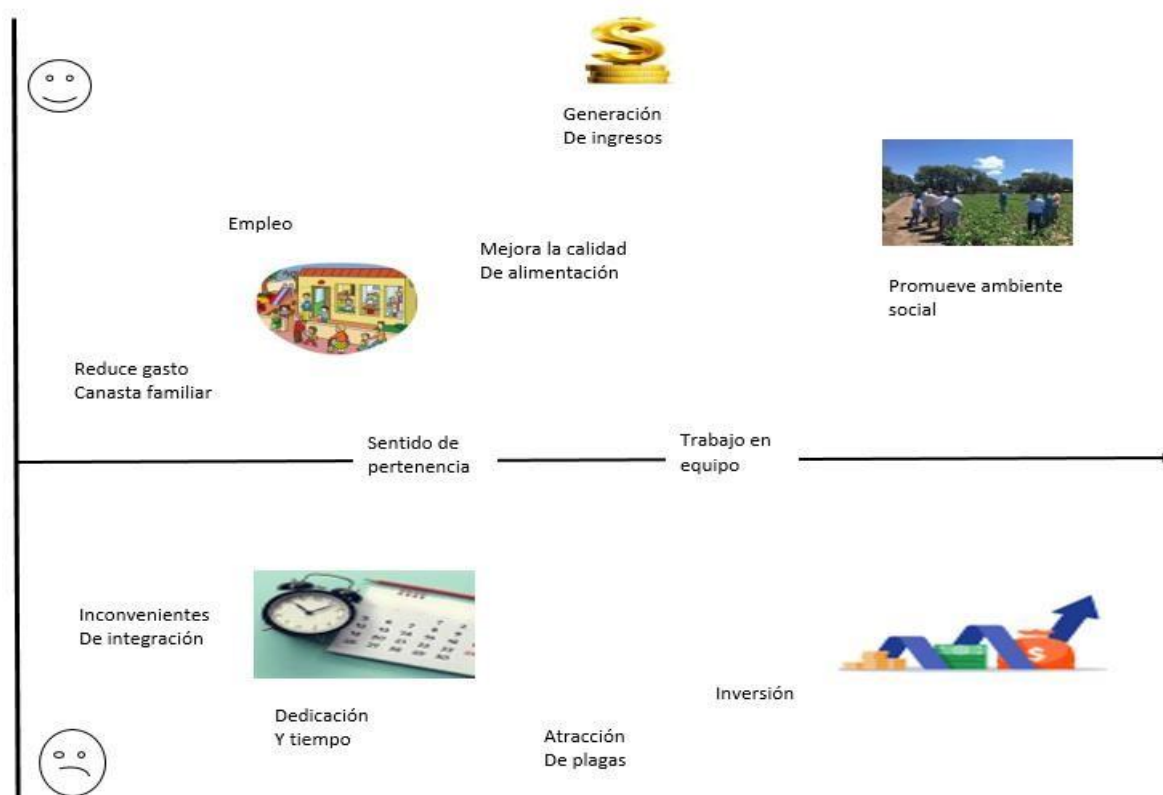 Generación
De ingresos
Empleo
Mejora la calidad
De alimentación
Promueve ambiente
social
Reduce gasto
Canasta familiar
Sentido de
pertenencia
Trabajo en
equipo
Inconvenientes
De integración
Dedicación
Y tiempo
Inversión
Atracción
De plagas